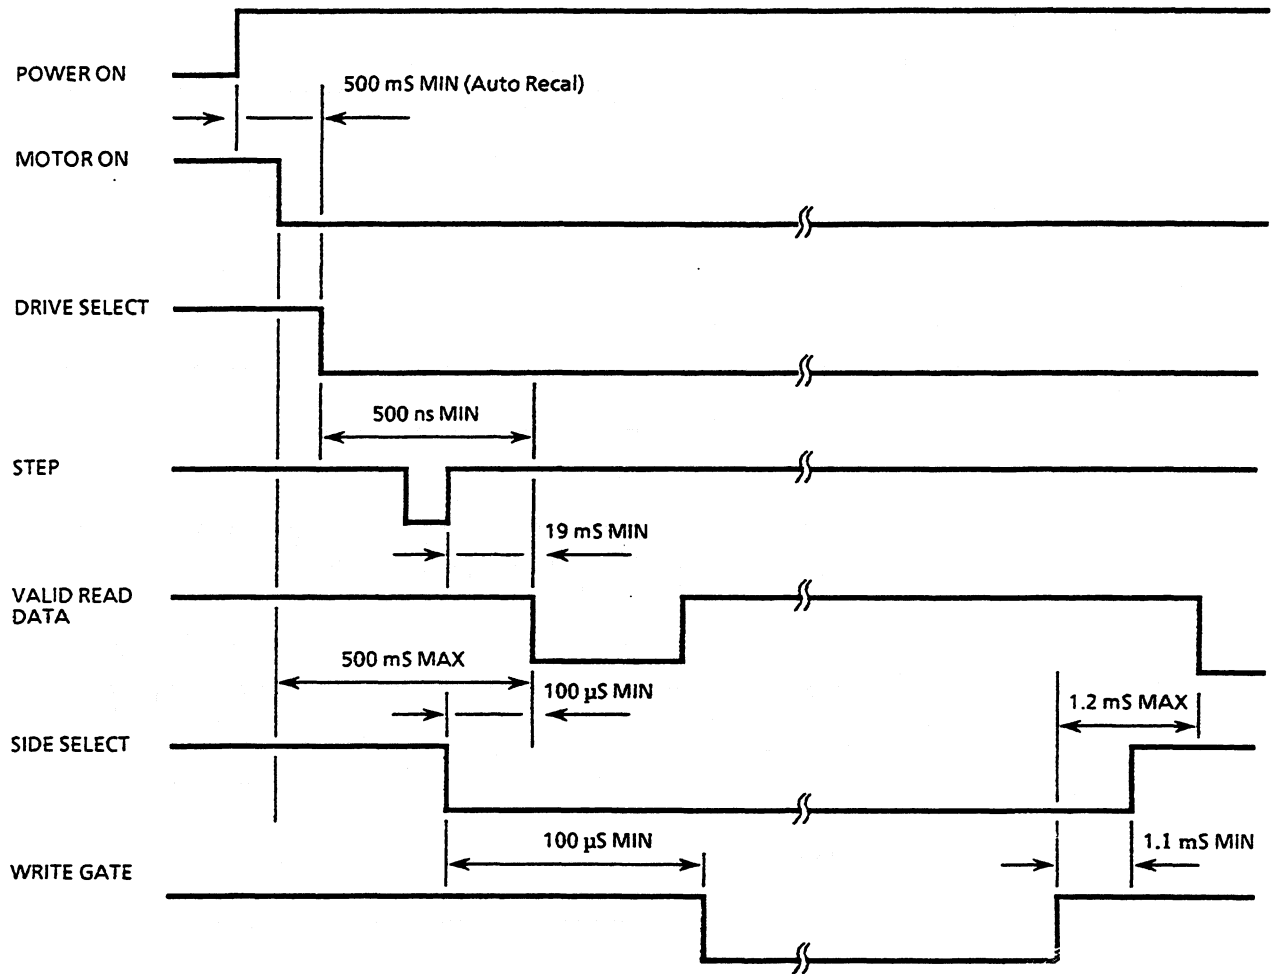 POWER ON
500 mS MIN (Auto Recal)
MOTOR ON
DRIVE SELECT
500 ns MIN
STEP
19 mS MIN
VALID READ
DATA
500 mS MAX
100 µS MIN
1.2 mS MAX
SIDE SELECT
100 µS MIN
1.1 mS MIN
WRITE GATE